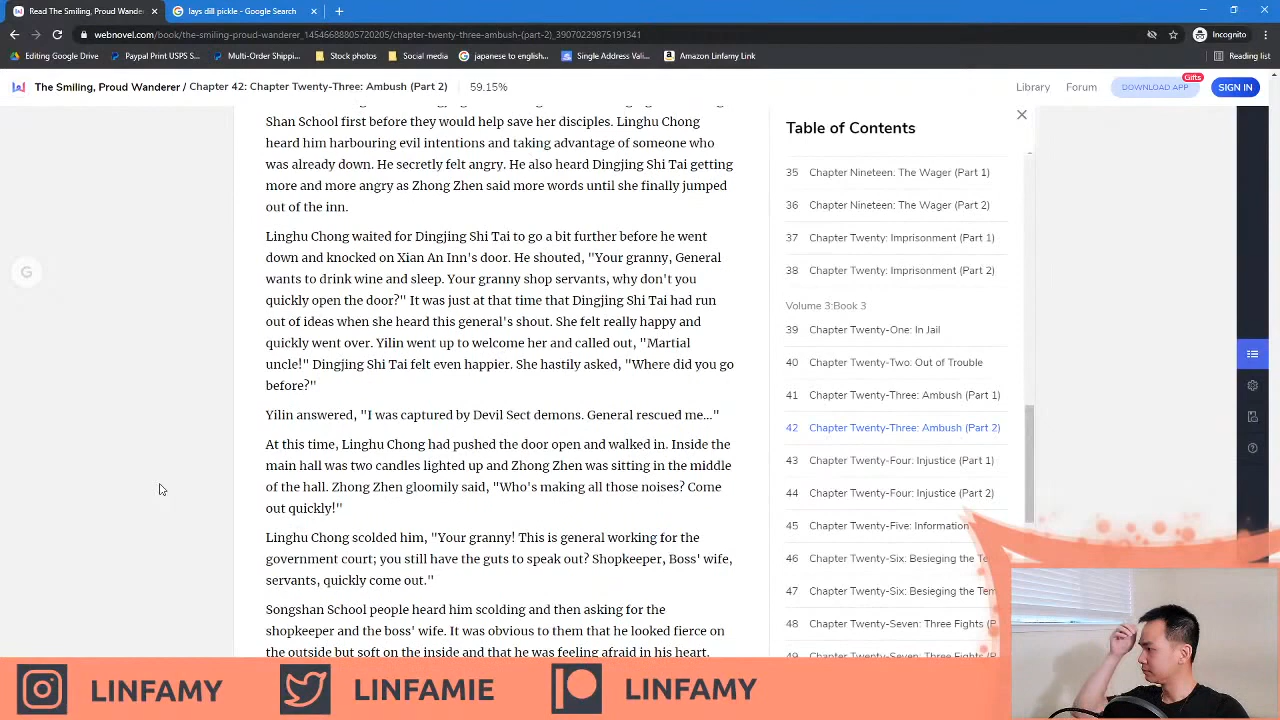 Read The Smiling, Proud Wande
lays dill pickle - Google Search
webnovel.com/book/the-smiling-proud-wanderer_14546688805720205/chapter-twenty-three-ambush-(part-2)_39070229875191341
Incognito
Editing Drive
Paypal Print USPS S...
Multi-Order Shippi...
Stock photos
Social media
japanese to english...
Single Address Vali...
Amazon Linfamy Link
Reading list
The Smiling, Proud Wanderer / Chapter 42: Chapter Twenty-Three: Ambush (Part 2)
59.15%
Library
Forum
DOWNLOAD APP
Gifts
SIGN IN
Shan School first before they would help save her disciples. Linghu Chong
heard him harbouring evil intentions and taking advantage of someone who
was already down. He secretly felt angry. He also heard Dingjing Shi Tai getting
more and more angry as Zhong Zhen said more words until she finally jumped
out of the inn.
Linghu Chong waited for Dingjing Shi Tai to go a bit further before he went
down and knocked on Xian An Inn's door. He shouted, "Your granny, General
wants to drink wine and sleep. Your granny shop servants, why don't you
quickly open the door?" It was just at that time that Dingjing Shi Tai had run
out of ideas when she heard this general's shout. She felt really happy and
quickly went over. Yilin went up to welcome her and called out, "Martial
uncle!" Dingjing Shi Tai felt even happier. She hastily asked, "Where did you go
before?"
Yilin answered, "I was captured by Devil Sect demons. General rescued me..."
At this time, Linghu Chong had pushed the door open and walked in. Inside the
main hall was two candles lighted up and Zhong Zhen was sitting in the middle
of the hall. Zhong Zhen gloomily said, "Who's making all those noises? Come
out quickly!"
Linghu Chong scolded him, "Your granny! This is general working for the
government court; you still have the guts to speak out? Shopkeeper, Boss' wife,
servants, quickly come out."
Songshan School people heard him scolding and then asking for the
shopkeeper and the boss' wife. It was obvious to them that he looked fierce on
the outside but soft on the inside and that he was feeling afraid in his heart.
Table of Contents
35 Chapter Nineteen: The Wager (Part 1)
36 Chapter Nineteen: The Wager (Part 2)
37 Chapter Twenty: Imprisonment (Part 1)
38 Chapter Twenty: Imprisonment (Part 2)
Volume 3:Book 3
39 Chapter Twenty-One: In Jail
40 Chapter Twenty-Two: Out of Trouble
41 Chapter Twenty-Three: Ambush (Part 1)
42 Chapter Twenty-Three: Ambush (Part 2)
43 Chapter Twenty-Four: Injustice (Part 1)
44 Chapter Twenty-Four: Injustice (Part 2)
45 Chapter Twenty-Five: Information
46 Chapter Twenty-Six: Besieging the Te
47 Chapter Twenty-Six: Besieging the Tem
48 Chapter Twenty-Seven: Three Fights (P
49 Chapter Twenty-Seven: Three Fights (P
LINFAMY
LINFAMIE
LINFAMY